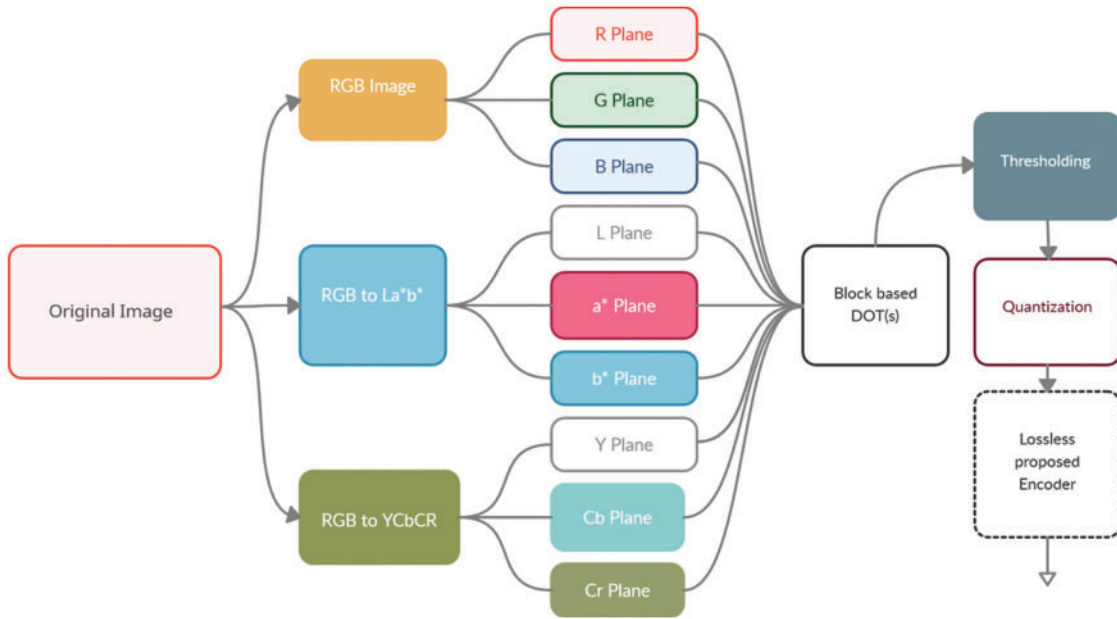 Original Image
RGB Image
RGB to La*b*
RGB to YCbCR
R Plane
G Plane
B Plane
L Plane
a* Plane
b* Plane
Y Plane
Cb Plane
Cr Plane
Block based
DOT(s)
Thresholding
Quantization
Lossless
proposed
Encoder